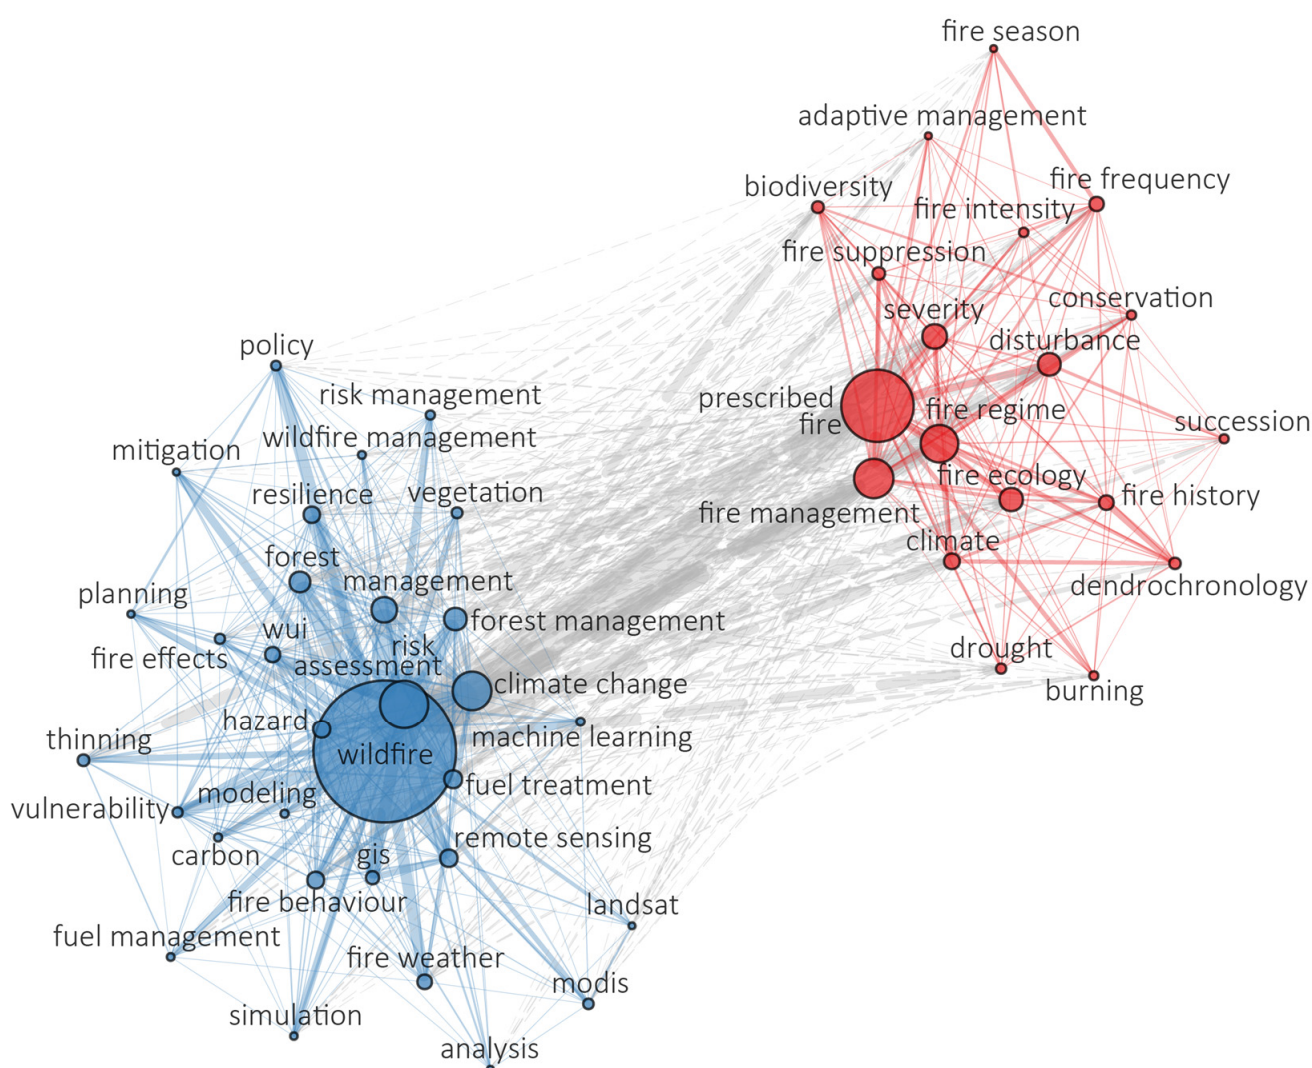 fire season
adaptive management
biodiversity
fire frequency
fire intensity
fire suppression
conservation
severity
disturbance
prescribed
fire
fire regime
succession
fire ecology
fire history
fire management
climate
dendrochronology
drought
burning
policy
risk management
wildfire management
mitigation
resilience
vegetation
forest
management
planning
forest management
wui
fire effects
risk
assessment
climate change
hazard
machine learning
thinning
wildfire
fuel treatment
modeling
vulnerability
remote sensing
carbon
gis
fire behaviour
landsat
fuel management
fire weather
modis
simulation
analysis